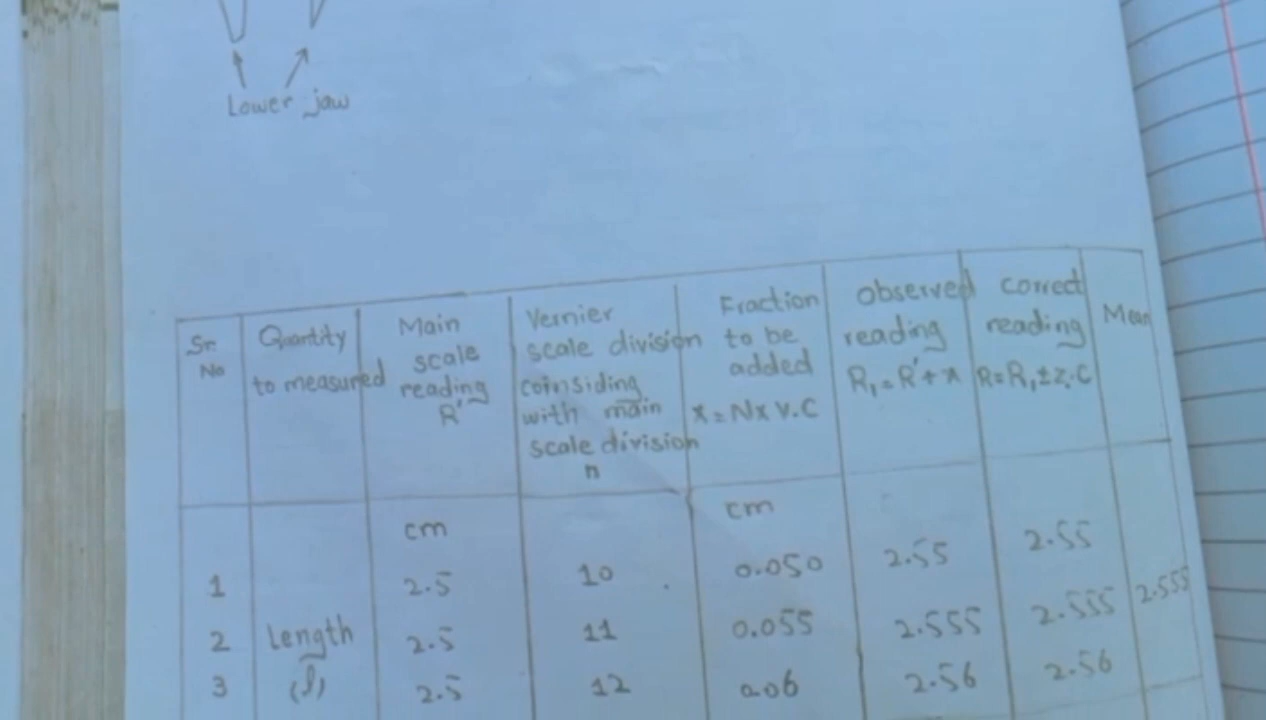 Lower jaw
Sr. No
Quantity to measured
Main scale reading R'
Vernier scale division coinsiding with main scale division n
Fraction to be added x = N x V.C
Observed reading R₁ = R' + x
correct reading R = R₁ ± Z.C
Mean
cm cm
1 2.5 10 0.050 2.55 2.55
2 Length 2.5 11 0.055 2.555 2.555 2.555
3 (l) 2.5 12 0.06 2.56 2.56